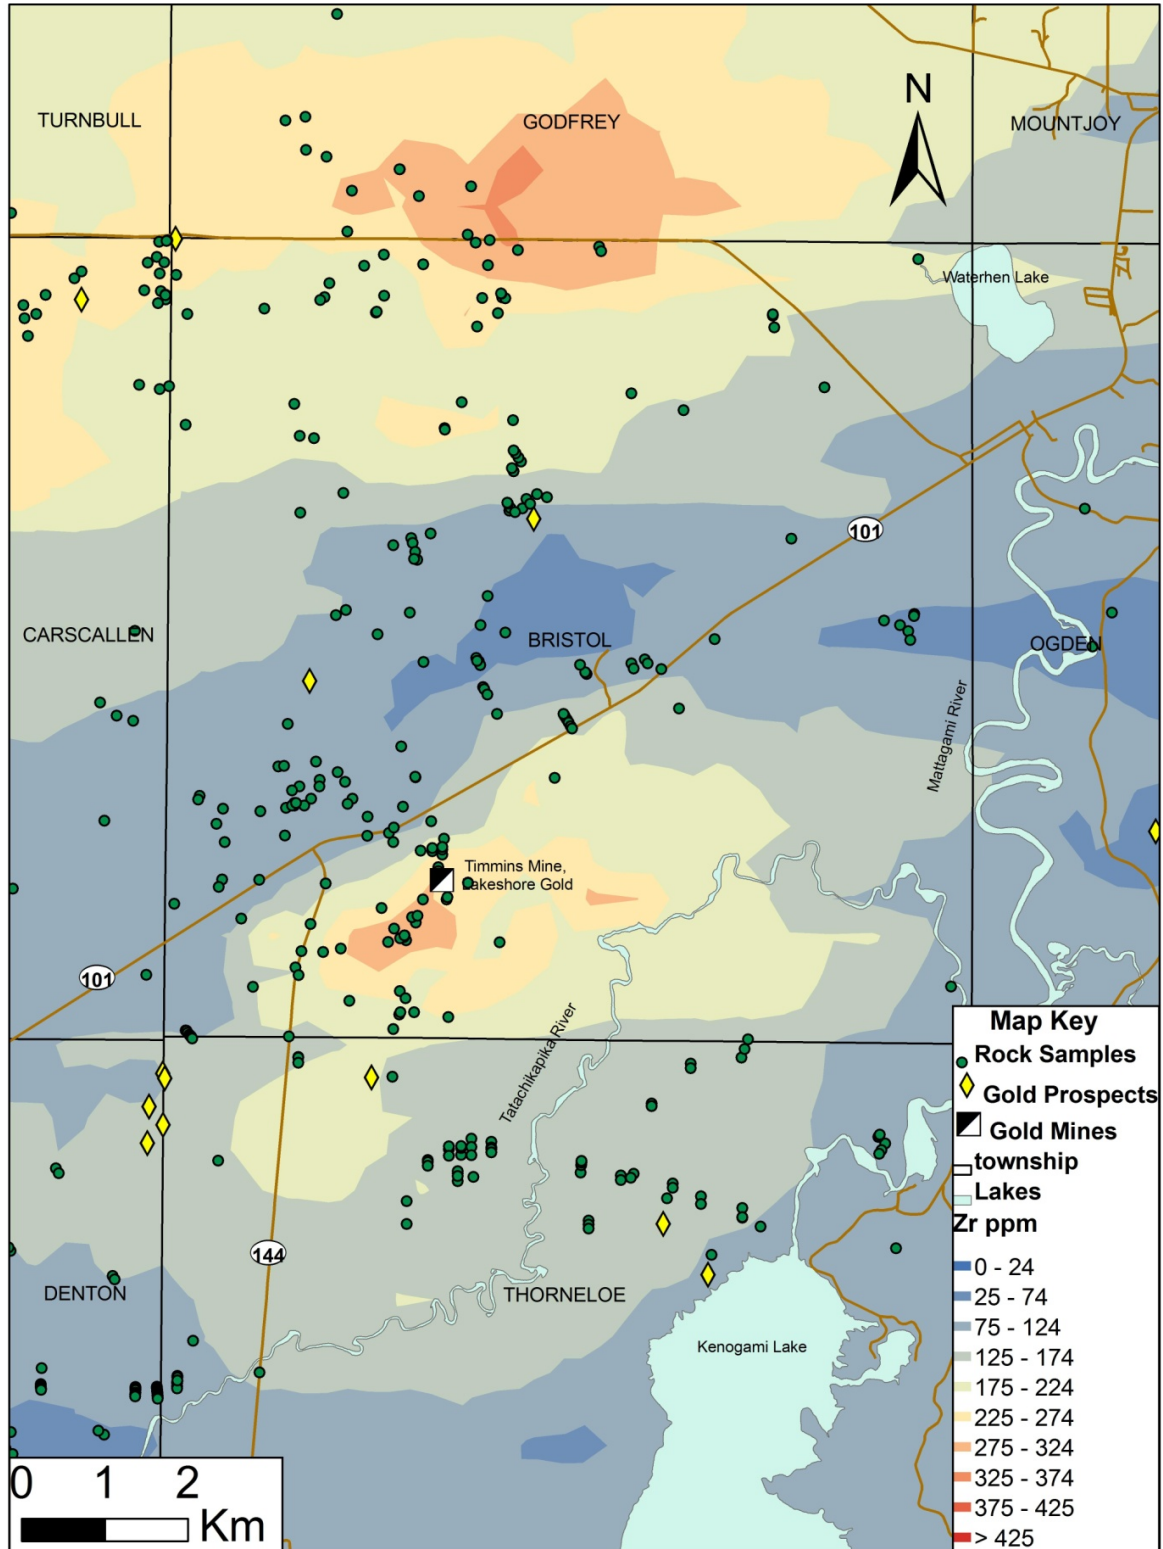 N
TURNBULL
GODFREY
MOUNTJOY
Waterhen Lake
101
CARSCALLEN
BRISTOL
OGDEN
Mattagami River
Timmins Mine,
Lakeshore Gold
101
Tatachikapika River
144
DENTON
THORNELOE
Kenogami Lake
0 1 2
Km
Map Key
Rock Samples
Gold Prospects
Gold Mines
township
Lakes
Zr ppm
0 - 24
25 - 74
75 - 124
125 - 174
175 - 224
225 - 274
275 - 324
325 - 374
375 - 425
> 425